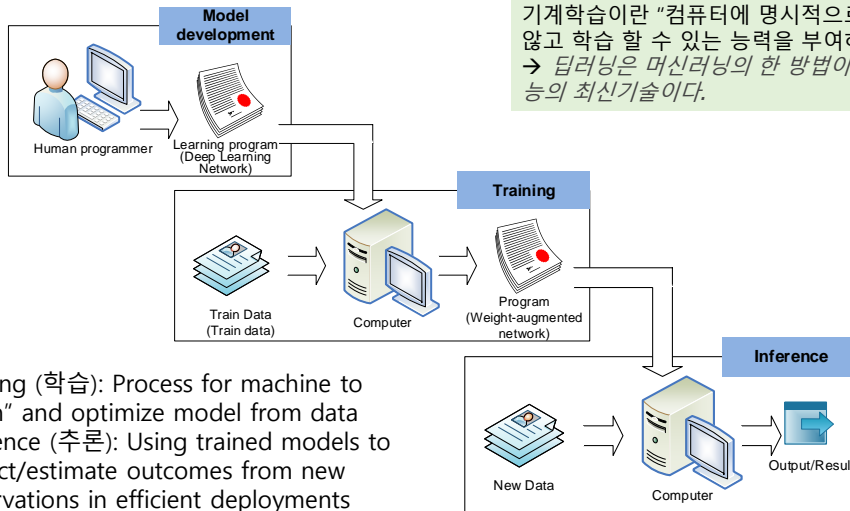 Model
development
기계학습이란 “컴퓨터에 명시적으로
않고 학습 할 수 있는 능력을 부여하
→ 딥러닝은 머신러닝의 한 방법이
능의 최신기술이다.
Human programmer
Learning program
(Deep Learning
Network)
Training
Train Data
(Train data)
Computer
Program
(Weight-augmented
network)
Inference
ng (학습): Process for machine to
n” and optimize model from data
ence (추론): Using trained models to
ct/estimate outcomes from new
rvations in efficient deployments
New Data
Computer
Output/Resul